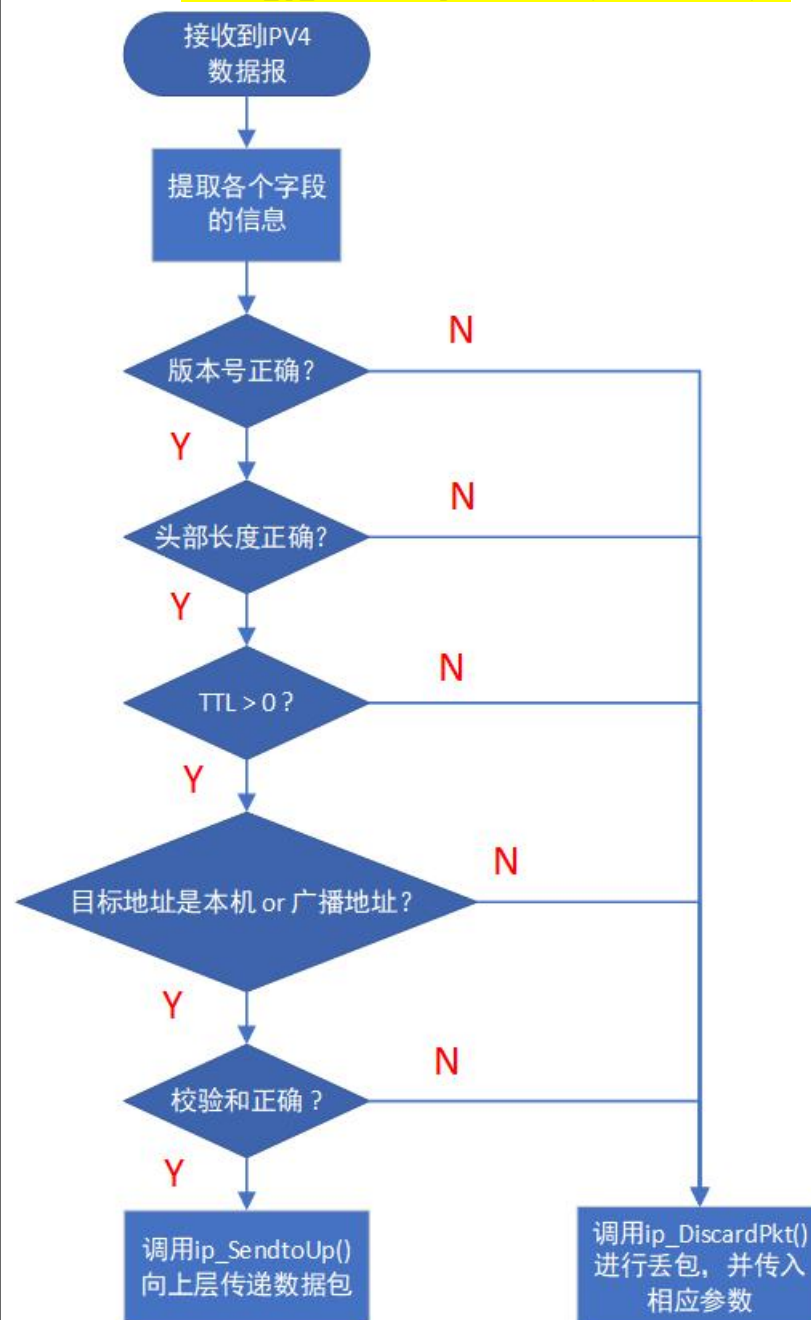 接收到IPV4
数据报
提取各个字段
的信息
版本号正确？
N
Y
头部长度正确？
N
Y
TTL > 0 ？
N
Y
目标地址是本机 or 广播地址？
N
Y
校验和正确 ？
N
Y
调用ip_SendtoUp()
向上层传递数据包
调用ip_DiscardPkt()
进行丢包，并传入
相应参数